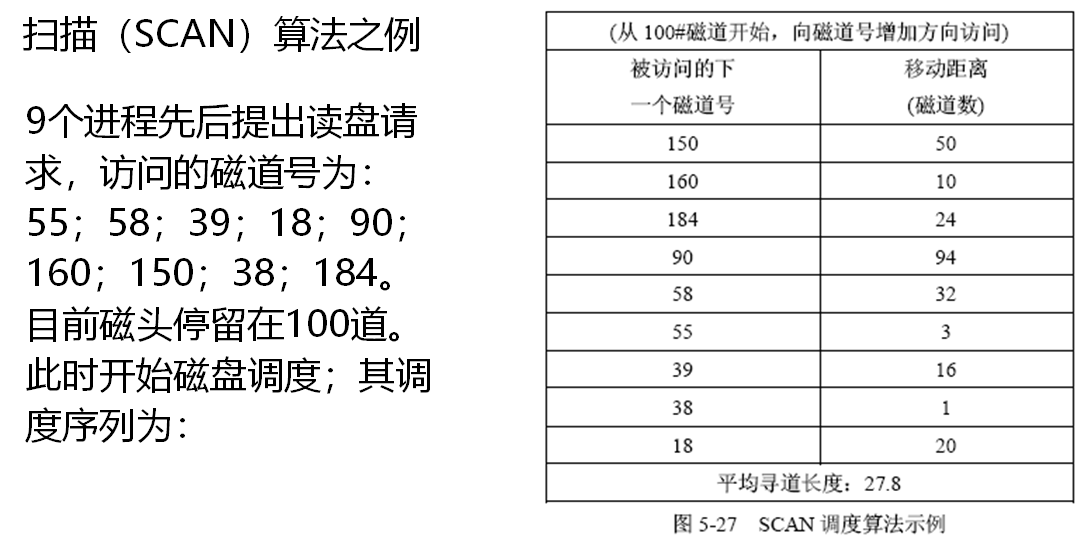 扫描（SCAN）算法之例
9个进程先后提出读盘请
求，访问的磁道号为：
55；58；39；18；90；
160；150；38；184。
目前磁头停留在100道。
此时开始磁盘调度；其调
度序列为：
(从 100#磁道开始，向磁道号增加方向访问)
被访问的下
一个磁道号
移动距离
(磁道数)
150 50
160 10
184 24
90 94
58 32
55 3
39 16
38 1
18 20
平均寻道长度：27.8
图 5-27 SCAN 调度算法示例